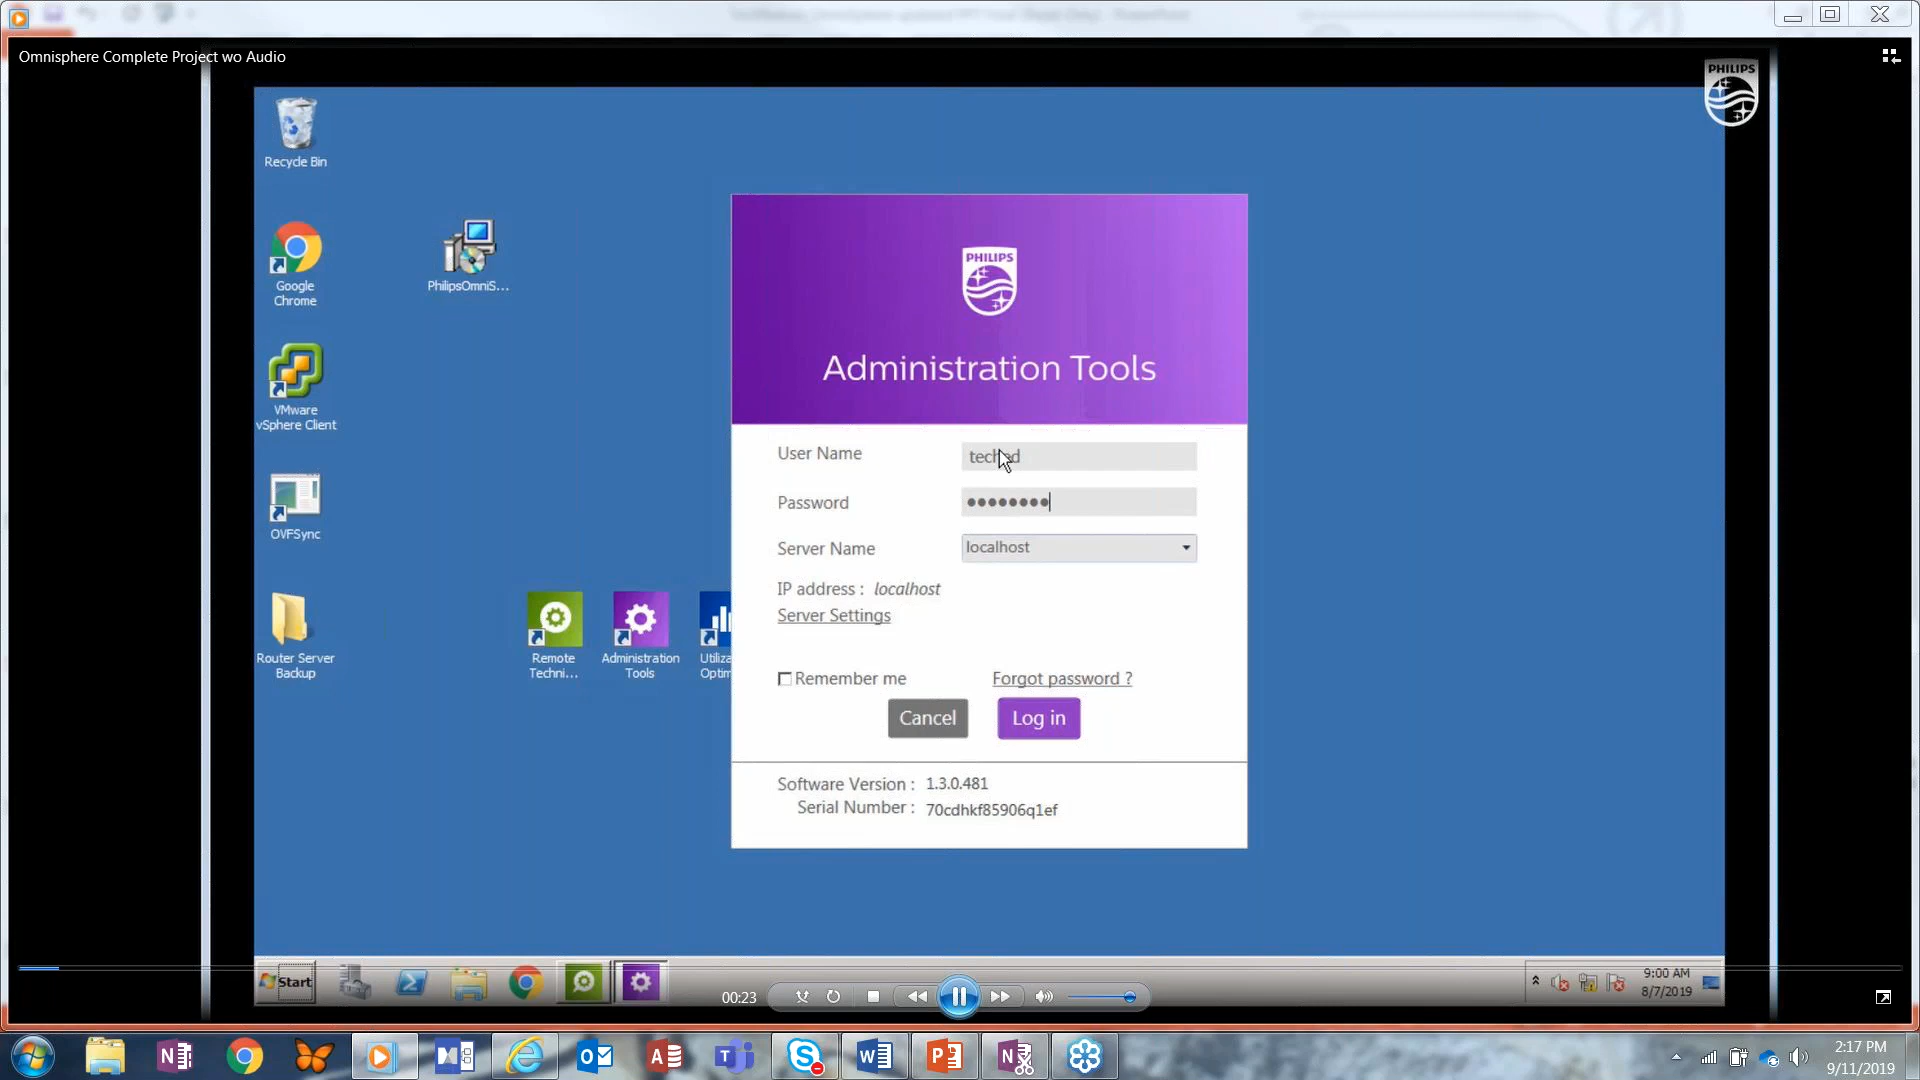 Omnisphere Complete Project wo Audio
PHILIPS
Recycle Bin
Google
Chrome
PhilipsOmniS...
VMware
vSphere Client
OVFSync
Router Server
Backup
Remote
Techni...
Administration
Tools
Utiliza
Optim
PHILIPS
Administration Tools
User Name
teched
Password
Server Name
localhost
IP address : localhost
Server Settings
Remember me
Forgot password ?
Cancel
Log in
Software Version : 1.3.0.481
Serial Number : 70cdhkf85906q1ef
Start
00:23
9:00 AM
8/7/2019
2:17 PM
9/11/2019